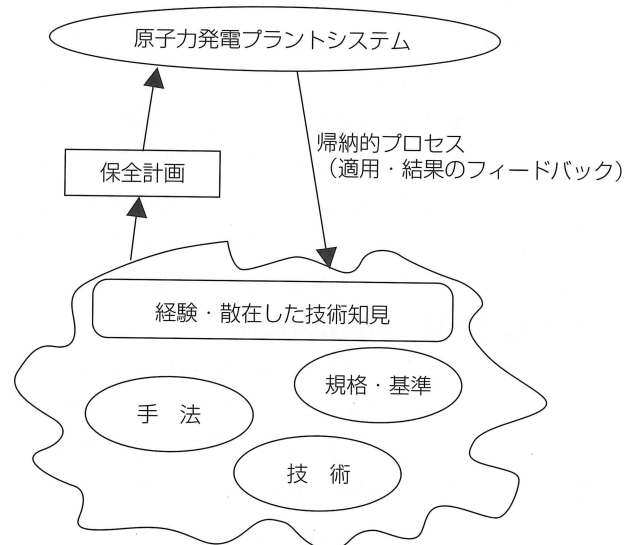 原子力発電プラントシステム
帰納的プロセス
（適用・結果のフィードバック）
保全計画
経験・散在した技術知見
規格・基準
手　法
技　術